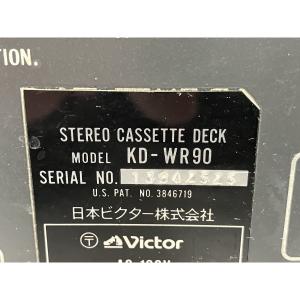 TION.
STEREO CASSETTE DECK
MODEL KD-WR90
SERIAL NO.
U.S. PAT. NO. 3846719
日本ビクター株式会社
Victor